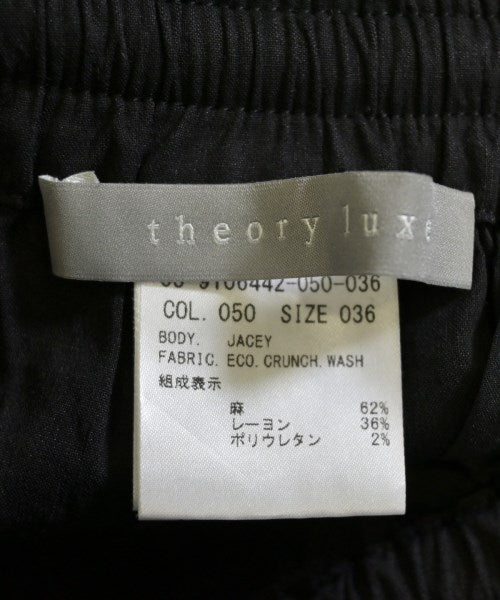 theory luxe
9106442-050-036
COL. 050 SIZE 036
BODY. JACEY
FABRIC. ECO. CRUNCH. WASH
組成表示
麻 62%
レーヨン 36%
ポリウレタン 2%